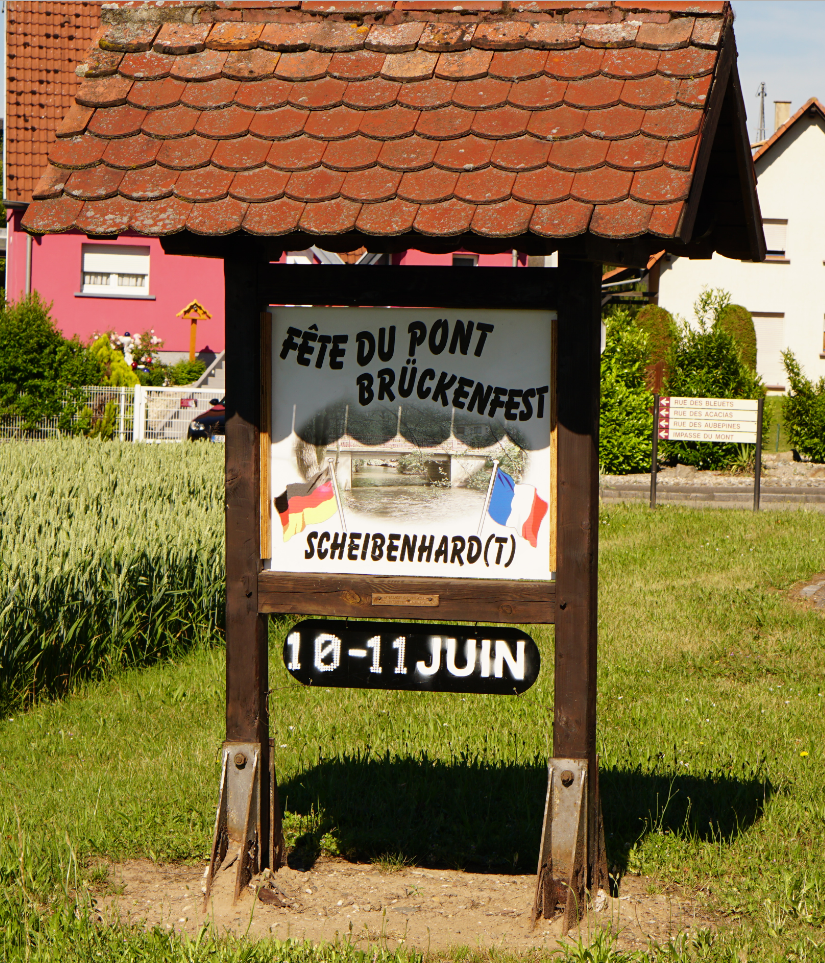 FÊTE DU PONT
BRÜCKENFEST
SCHEIBENHARD(T)
10-11 JUIN
RUE DES BLEUETS
RUE DES ACACIAS
RUE DES AUBEPINES
IMPASSE DU MONT